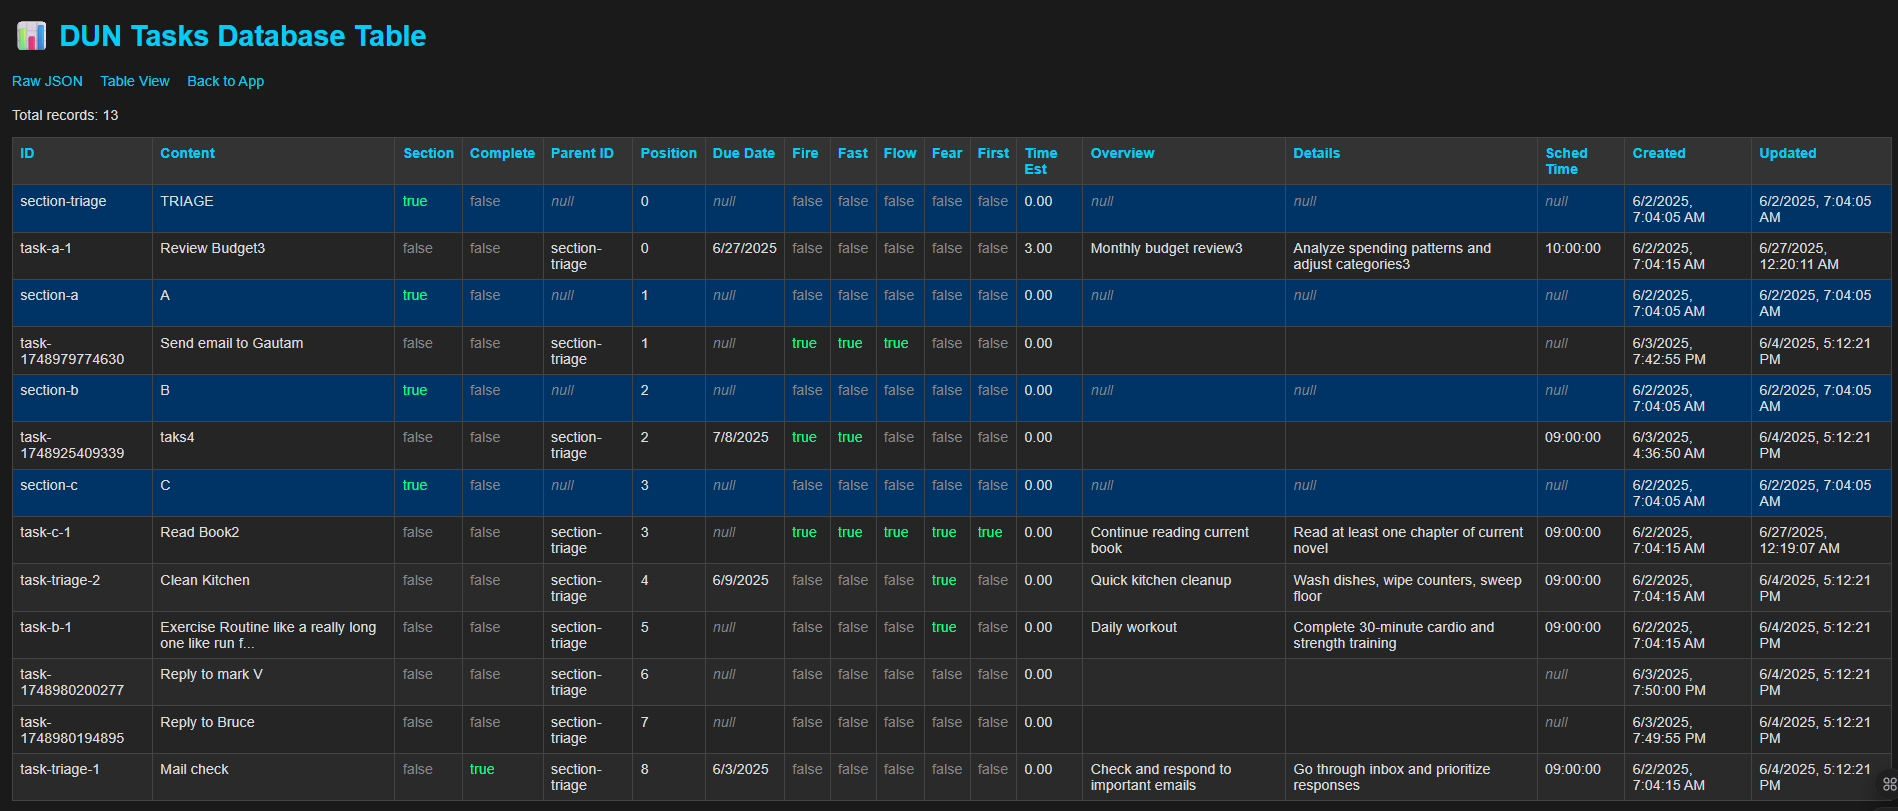 DUN Tasks Database Table
Raw JSON Table View Back to App
Total records: 13
ID Content Section Complete Parent ID Position Due Date Fire Fast Flow Fear First Time Est Overview Details Sched Time Created Updated
section-triage TRIAGE true false null 0 null false false false false false 0.00 null null null 6/2/2025, 7:04:05 AM 6/2/2025, 7:04:05 AM
task-a-1 Review Budget3 false false section-triage 0 6/27/2025 false false false false false 3.00 Monthly budget review3 Analyze spending patterns and adjust categories3 10:00:00 6/2/2025, 7:04:15 AM 6/27/2025, 12:20:11 AM
section-a A true false null 1 null false false false false false 0.00 null null null 6/2/2025, 7:04:05 AM 6/2/2025, 7:04:05 AM
task-1748979774630 Send email to Gautam false false section-triage 1 null true true true false false 0.00 null 6/3/2025, 7:42:55 PM 6/4/2025, 5:12:21 PM
section-b B true false null 2 null false false false false false 0.00 null null null 6/2/2025, 7:04:05 AM 6/2/2025, 7:04:05 AM
task-1748925409339 taks4 false false section-triage 2 7/8/2025 true true false false false 0.00 09:00:00 6/3/2025, 4:36:50 AM 6/4/2025, 5:12:21 PM
section-c C true false null 3 null false false false false false 0.00 null null null 6/2/2025, 7:04:05 AM 6/2/2025, 7:04:05 AM
task-c-1 Read Book2 false false section-triage 3 null true true true true true 0.00 Continue reading current book Read at least one chapter of current novel 09:00:00 6/2/2025, 7:04:15 AM 6/27/2025, 12:19:07 AM
task-triage-2 Clean Kitchen false false section-triage 4 6/9/2025 false false false true false 0.00 Quick kitchen cleanup Wash dishes, wipe counters, sweep floor 09:00:00 6/2/2025, 7:04:15 AM 6/4/2025, 5:12:21 PM
task-b-1 Exercise Routine like a really long one like run f... false false section-triage 5 null false false false true false 0.00 Daily workout Complete 30-minute cardio and strength training 09:00:00 6/2/2025, 7:04:15 AM 6/4/2025, 5:12:21 PM
task-1748980200277 Reply to mark V false false section-triage 6 null false false false false false 0.00 null 6/3/2025, 7:50:00 PM 6/4/2025, 5:12:21 PM
task-1748980194895 Reply to Bruce false false section-triage 7 null false false false false false 0.00 null 6/3/2025, 7:49:55 PM 6/4/2025, 5:12:21 PM
task-triage-1 Mail check false true section-triage 8 6/3/2025 false false false false false 0.00 Check and respond to important emails Go through inbox and prioritize responses 09:00:00 6/2/2025, 7:04:15 AM 6/4/2025, 5:12:21 PM